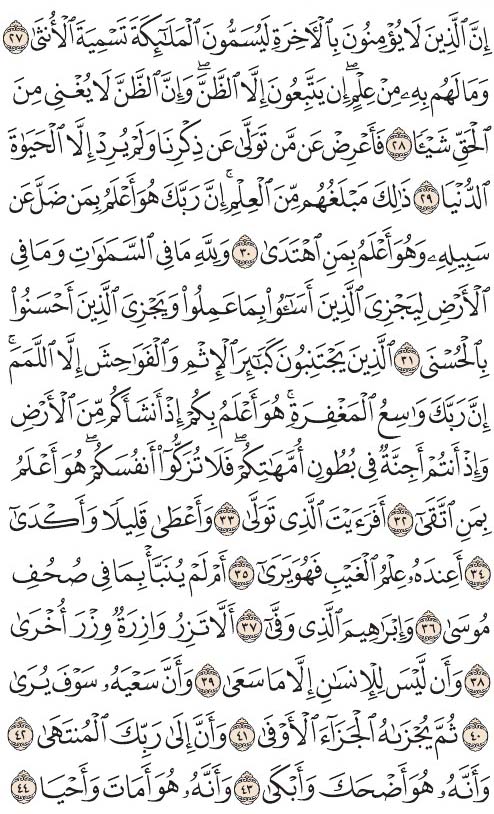 إِنَّ ٱلَّذِينَ لَا يُؤْمِنُونَ بِٱلْءَاخِرَةِ لَيُسَمُّونَ ٱلْمَلَـٰٓئِكَةَ تَسْمِيَةَ ٱلْأُنثَىٰ ٢٧
وَمَا لَهُم بِهِۦ مِنْ عِلْمٍ ۖ إِن يَتَّبِعُونَ إِلَّا ٱلظَّنَّ ۖ وَإِنَّ ٱلظَّنَّ لَا يُغْنِى مِنَ
ٱلْحَقِّ شَيْـًٔا ٢٨ فَأَعْرِضْ عَن مَّن تَوَلَّىٰ عَن ذِكْرِنَا وَلَمْ يُرِدْ إِلَّا ٱلْحَيَوٰةَ
ٱلدُّنْيَا ٢٩ ذَٰلِكَ مَبْلَغُهُم مِّنَ ٱلْعِلْمِ ۚ إِنَّ رَبَّكَ هُوَ أَعْلَمُ بِمَن ضَلَّ عَن
سَبِيلِهِۦ وَهُوَ أَعْلَمُ بِمَنِ ٱهْتَدَىٰ ٣٠ وَلِلَّهِ مَا فِى ٱلسَّمَـٰوَٰتِ وَمَا فِى
ٱلْأَرْضِ لِيَجْزِىَ ٱلَّذِينَ أَسَـٰٓـُٔوا۟ بِمَا عَمِلُوا۟ وَيَجْزِىَ ٱلَّذِينَ أَحْسَنُوا۟
بِٱلْحُسْنَى ٣١ ٱلَّذِينَ يَجْتَنِبُونَ كَبَـٰٓئِرَ ٱلْإِثْمِ وَٱلْفَوَٰحِشَ إِلَّا ٱللَّمَمَ ۚ
إِنَّ رَبَّكَ وَٰسِعُ ٱلْمَغْفِرَةِ ۚ هُوَ أَعْلَمُ بِكُمْ إِذْ أَنشَأَكُم مِّنَ ٱلْأَرْضِ
وَإِذْ أَنتُمْ أَجِنَّةٌ فِى بُطُونِ أُمَّهَـٰتِكُمْ ۖ فَلَا تُزَكُّوٓا۟ أَنفُسَكُمْ ۖ هُوَ أَعْلَمُ
بِمَنِ ٱتَّقَىٰٓ ٣٢ أَفَرَءَيْتَ ٱلَّذِى تَوَلَّىٰ ٣٣ وَأَعْطَىٰ قَلِيلًا وَأَكْدَىٰٓ
٣٤ أَعِندَهُۥ عِلْمُ ٱلْغَيْبِ فَهُوَ يَرَىٰٓ ٣٥ أَمْ لَمْ يُنَبَّأْ بِمَا فِى صُحُفِ
مُوسَىٰ ٣٦ وَإِبْرَٰهِيمَ ٱلَّذِى وَفَّىٰٓ ٣٧ أَلَّا تَزِرُ وَازِرَةٌ وِزْرَ أُخْرَىٰ
٣٨ وَأَن لَّيْسَ لِلْإِنسَـٰنِ إِلَّا مَا سَعَىٰ ٣٩ وَأَنَّ سَعْيَهُۥ سَوْفَ يُرَىٰ
٤٠ ثُمَّ يُجْزَىٰهُ ٱلْجَزَآءَ ٱلْأَوْفَىٰ ٤١ وَأَنَّ إِلَىٰ رَبِّكَ ٱلْمُنتَهَىٰ ٤٢
وَأَنَّهُۥ هُوَ أَضْحَكَ وَأَبْكَىٰ ٤٣ وَأَنَّهُۥ هُوَ أَمَاتَ وَأَحْيَا ٤٤